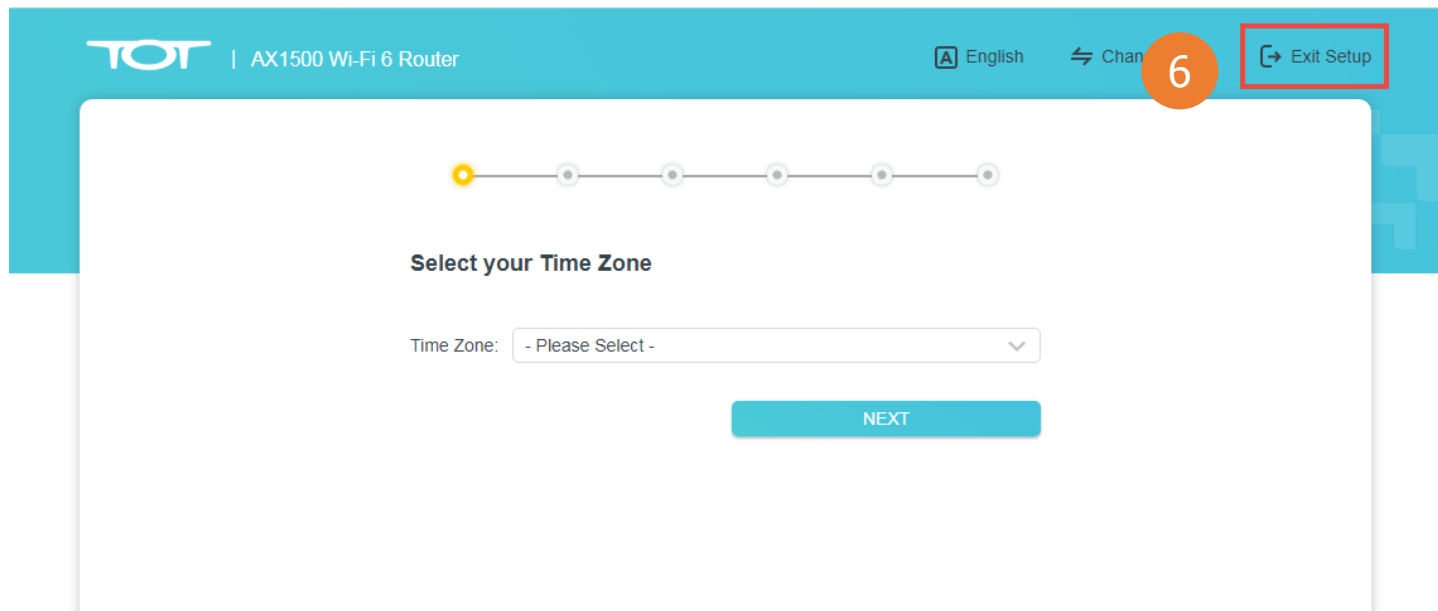 TOT | AX1500 Wi-Fi 6 Router
A English
6
Exit Setup
Select your Time Zone
Time Zone: - Please Select -
NEXT